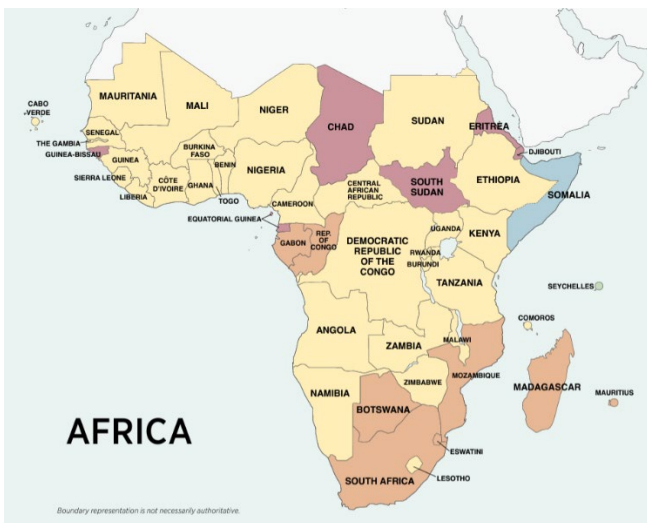 MAURITANIA
MALI
NIGER
CHAD
SUDAN
ERITREA
CABO
VERDE
SENEGAL
THE GAMBIA
GUINEA-BISSAU
GUINEA
SIERRA LEONE
LIBERIA
CÔTE
D'IVOIRE
BURKINA
FASO
GHANA
BENIN
TOGO
NIGERIA
CAMEROON
EQUATORIAL GUINEA
CENTRAL
AFRICAN
REPUBLIC
SOUTH
SUDAN
DJIBOUTI
ETHIOPIA
SOMALIA
GABON
REP.
OF
CONGO
DEMOCRATIC
REPUBLIC
OF THE
CONGO
UGANDA
KENYA
RWANDA
BURUNDI
TANZANIA
SEYCHELLES
COMOROS
ANGOLA
ZAMBIA
MALAWI
MOZAMBIQUE
ZIMBABWE
NAMIBIA
BOTSWANA
MADAGASCAR
MAURITIUS
ESWATINI
LESOTHO
SOUTH AFRICA
AFRICA
Boundary representation is not necessarily authoritative.